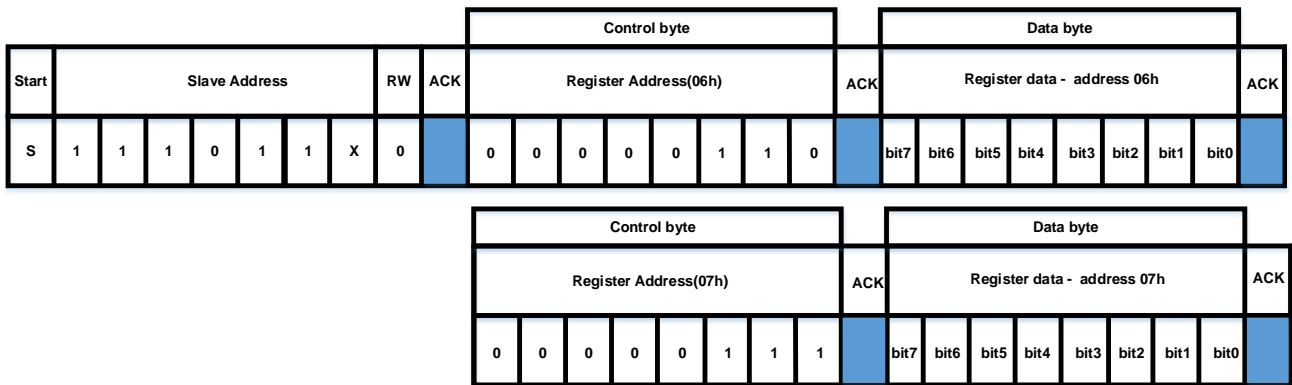 Control byte Data byte
Start Slave Address RW ACK Register Address(06h) ACK Register data - address 06h ACK
S 1 1 1 0 1 1 X 0 0 0 0 0 0 1 1 0 bit7 bit6 bit5 bit4 bit3 bit2 bit1 bit0
Control byte Data byte
Register Address(07h) ACK Register data - address 07h ACK
0 0 0 0 0 1 1 1 bit7 bit6 bit5 bit4 bit3 bit2 bit1 bit0